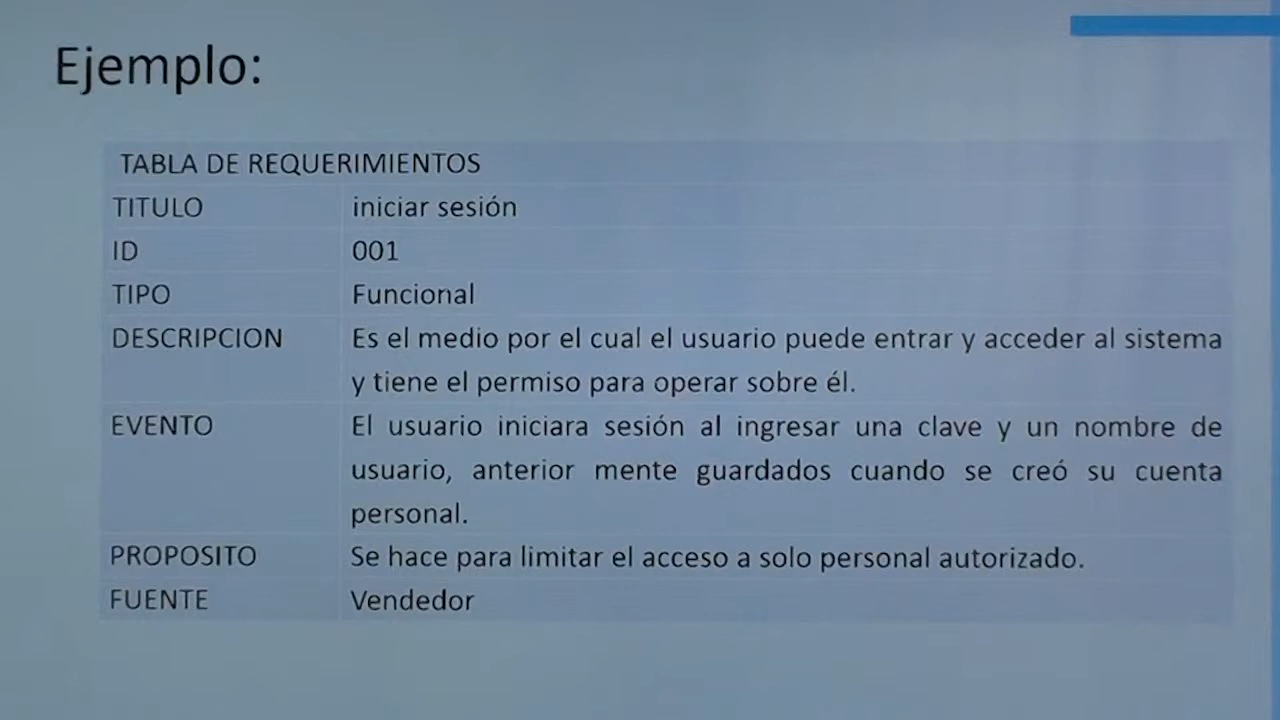 Ejemplo:
TABLA DE REQUERIMIENTOS
TITULO iniciar sesión
ID 001
TIPO Funcional
DESCRIPCION Es el medio por el cual el usuario puede entrar y acceder al sistema
y tiene el permiso para operar sobre él.
EVENTO El usuario iniciara sesión al ingresar una clave y un nombre de
usuario, anterior mente guardados cuando se creó su cuenta
personal.
PROPOSITO Se hace para limitar el acceso a solo personal autorizado.
FUENTE Vendedor